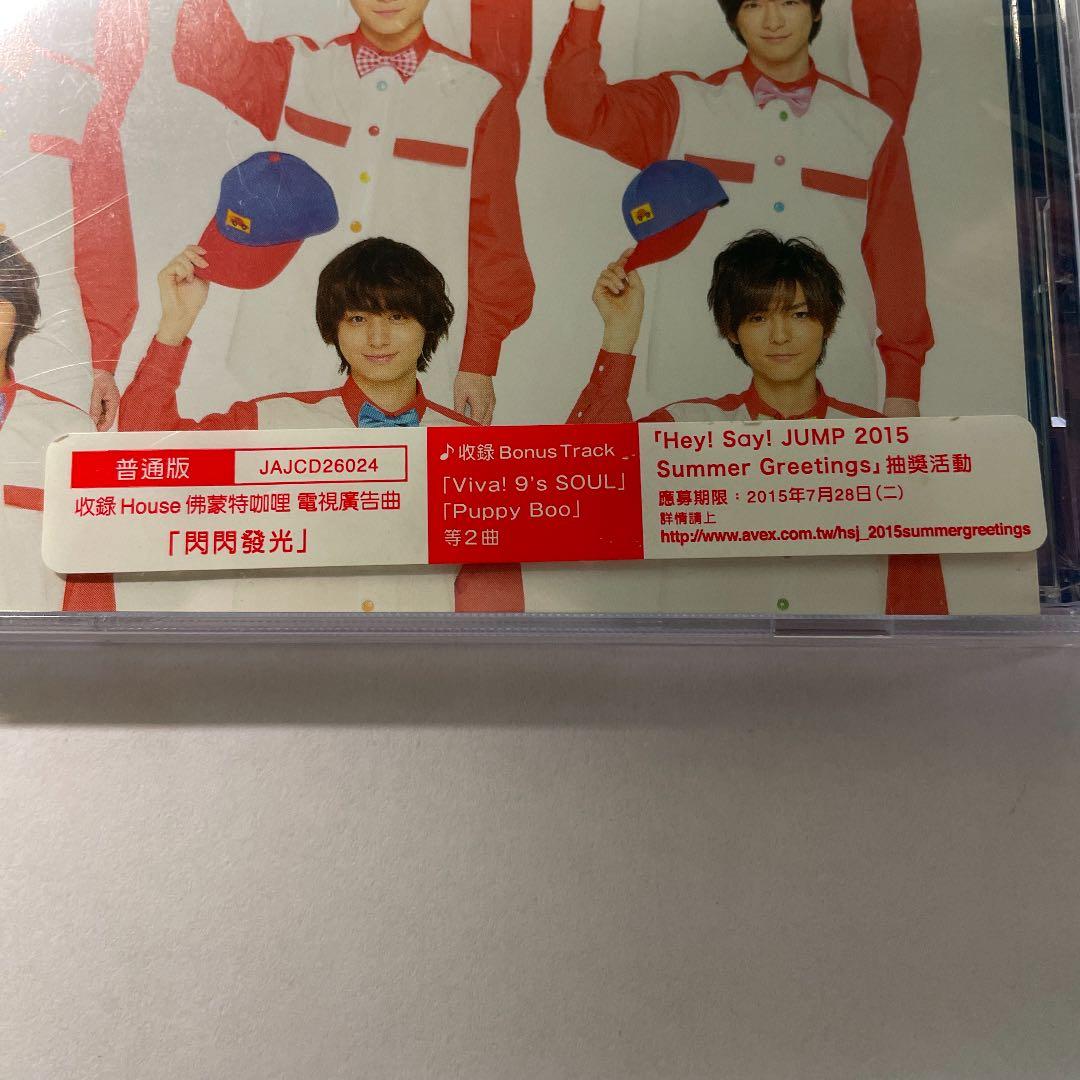 普通版 JAJCD26024
收錄 House 佛蒙特咖哩 電視廣告曲
「閃閃發光」
♪收錄 Bonus Track
「Viva! 9's SOUL」
「Puppy Boo」
等2曲
「Hey! Say! JUMP 2015
Summer Greetings」抽獎活動
應募期限：2015年7月28日（二）
詳情請上
http://www.avex.com.tw/hsj_2015summergreetings